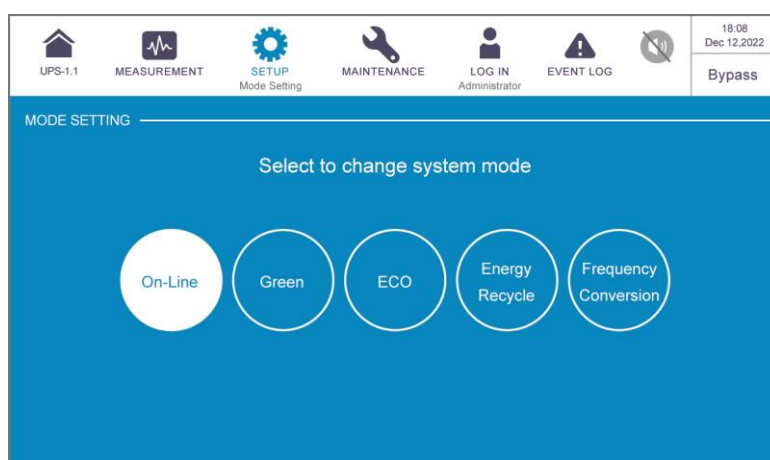 UPS-1.1
MEASUREMENT
SETUP
Mode Setting
MAINTENANCE
LOG IN
Administrator
EVENT LOG
18:08
Dec 12,2022
Bypass
MODE SETTING
Select to change system mode
On-Line
Green
ECO
Energy
Recycle
Frequency
Conversion